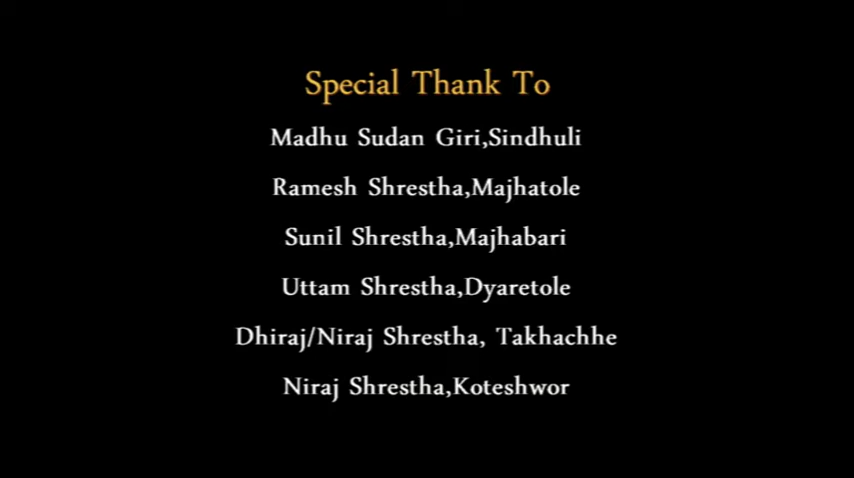 Special Thank To
Madhu Sudan Giri,Sindhuli
Ramesh Shrestha,Majhatole
Sunil Shrestha,Majhabari
Uttam Shrestha,Dyaretole
Dhiraj/Niraj Shrestha, Takhachhe
Niraj Shrestha,Koteshwor